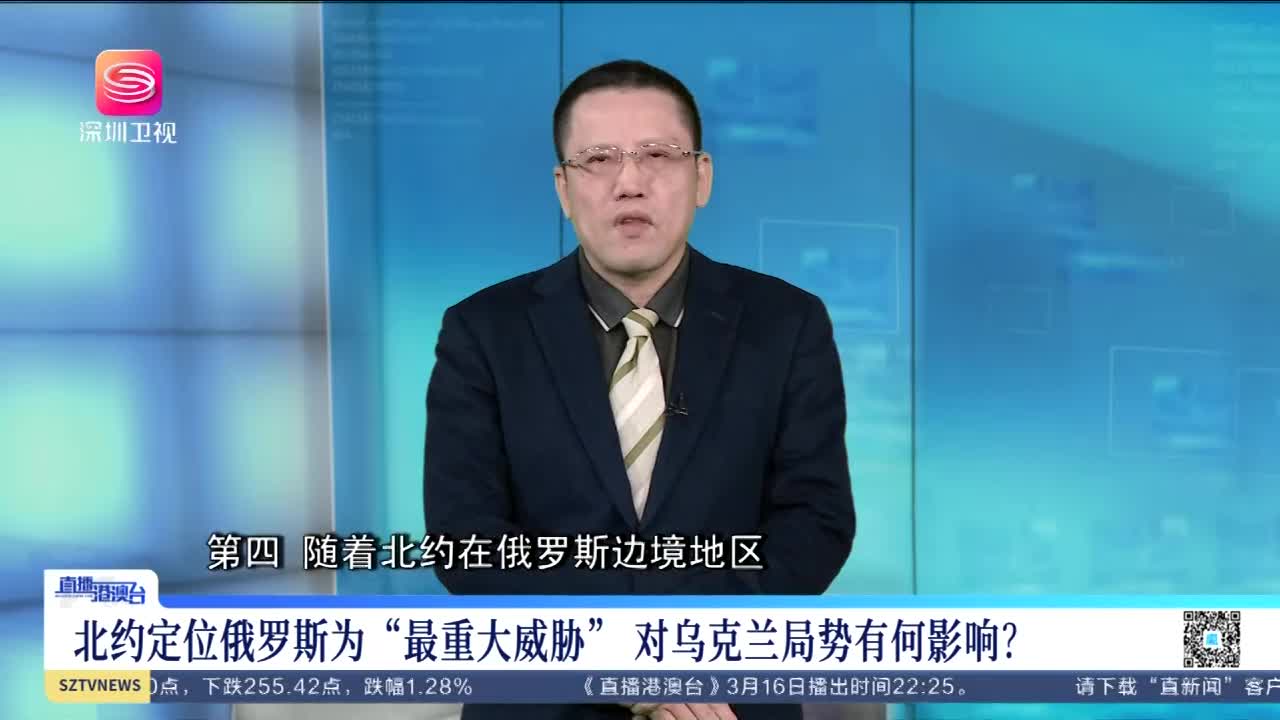 深圳卫视
第四 随着北约在俄罗斯边境地区
直播港澳台
北约定位俄罗斯为“最重大威胁” 对乌克兰局势有何影响?
SZTVNEWS
0点，下跌255.42点，跌幅1.28% 《直播港澳台》3月16日播出时间22:25。 请下载“直新闻”客户